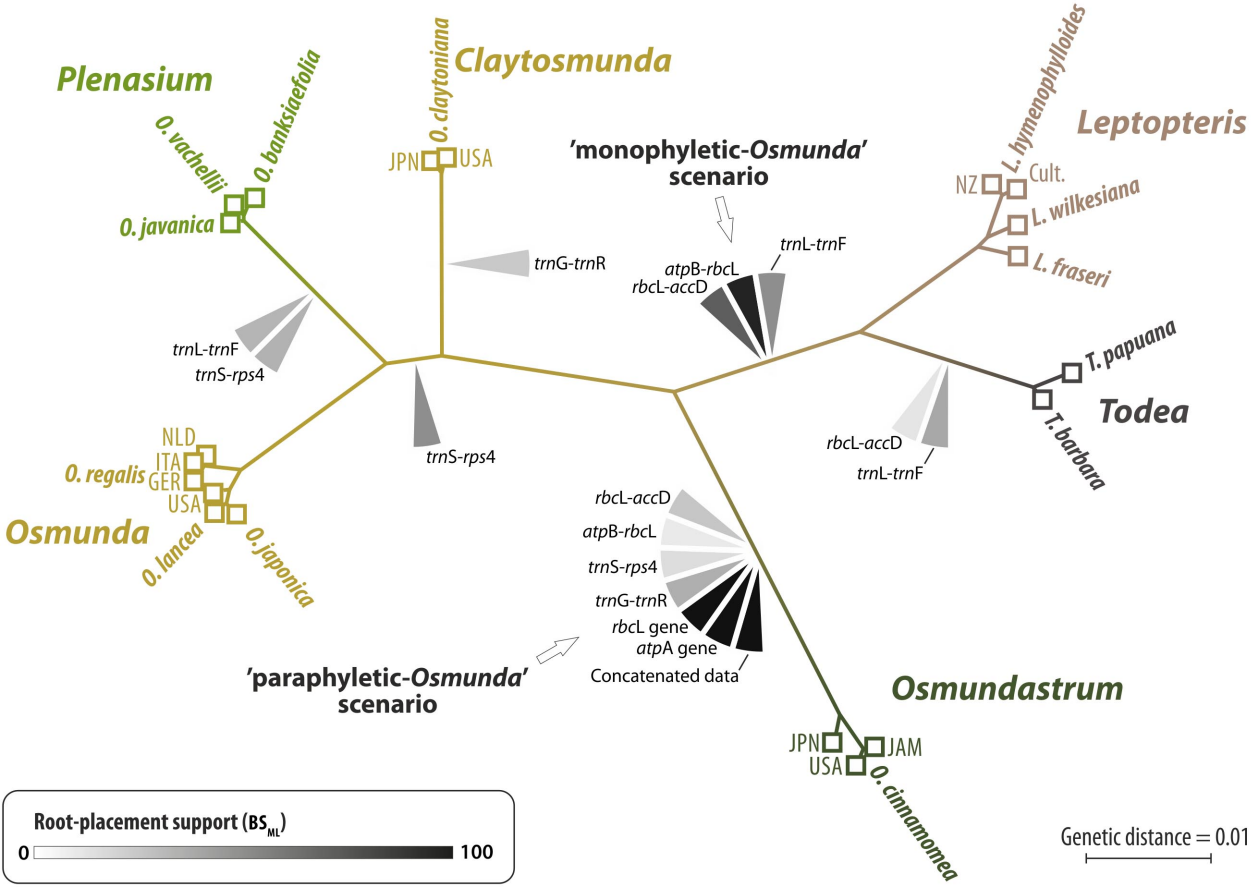 Plenasium
O. vachellii
O. banksiaefolia
O. javanica
Claytosmunda
O. claytoniana
JPN
USA
'monophyletic-Osmunda'
scenario
Leptopteris
L. hymenophylloides
NZ
Cult.
L. wilkesiana
L. fraseri
trnG-trnR
trnL-trnF
atpB-rbcL
rbcL-accD
trnL-trnF
trnS-rps4
trnS-rps4
T. papuana
Todea
T. barbara
rbcL-accD
trnL-trnF
NLD
ITA
O. regalis
GER
USA
Osmunda
O. lancea
O. japonica
rbcL-accD
atpB-rbcL
trnS-rps4
trnG-trnR
rbcL gene
atpA gene
Concatenated data
'paraphyletic-Osmunda'
scenario
Osmundastrum
JPN
JAM
USA
O. cinnamomea
Root-placement support (BSML)
0
100
Genetic distance = 0.01